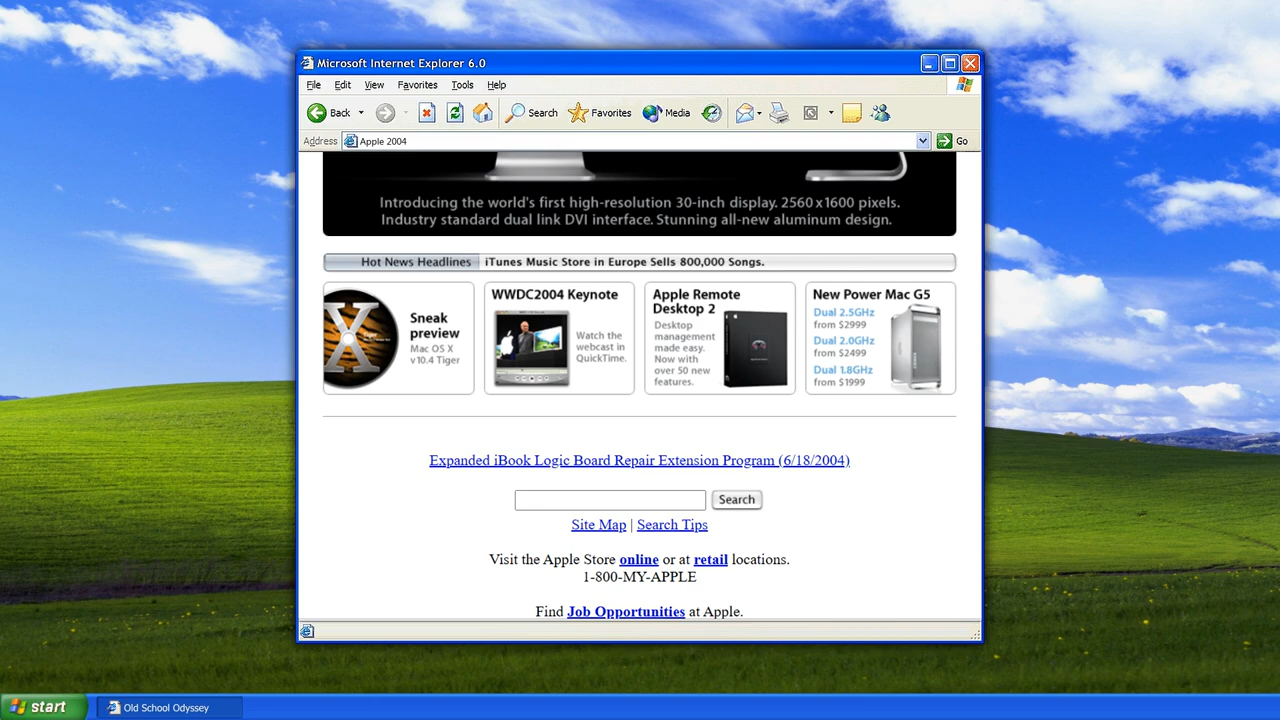 Microsoft Internet Explorer 6.0
File Edit View Favorites Tools Help
Back Search Favorites Media
Address Apple 2004 Go
Introducing the world's first high-resolution 30-inch display. 2560 x 1600 pixels.
Industry standard dual link DVI interface. Stunning all-new aluminum design.
Hot News Headlines iTunes Music Store in Europe Sells 800,000 Songs.
Sneak
preview
Mac OS X
v10.4 Tiger
WWDC2004 Keynote
Watch the
webcast in
QuickTime.
Apple Remote
Desktop 2
Desktop
management
made easy.
Now with
over 50 new
features.
New Power Mac G5
Dual 2.5GHz
from $2999
Dual 2.0GHz
from $2499
Dual 1.8GHz
from $1999
Expanded iBook Logic Board Repair Extension Program (6/18/2004)
Search
Site Map | Search Tips
Visit the Apple Store online or at retail locations.
1-800-MY-APPLE
Find Job Opportunities at Apple.
start Old School Odyssey